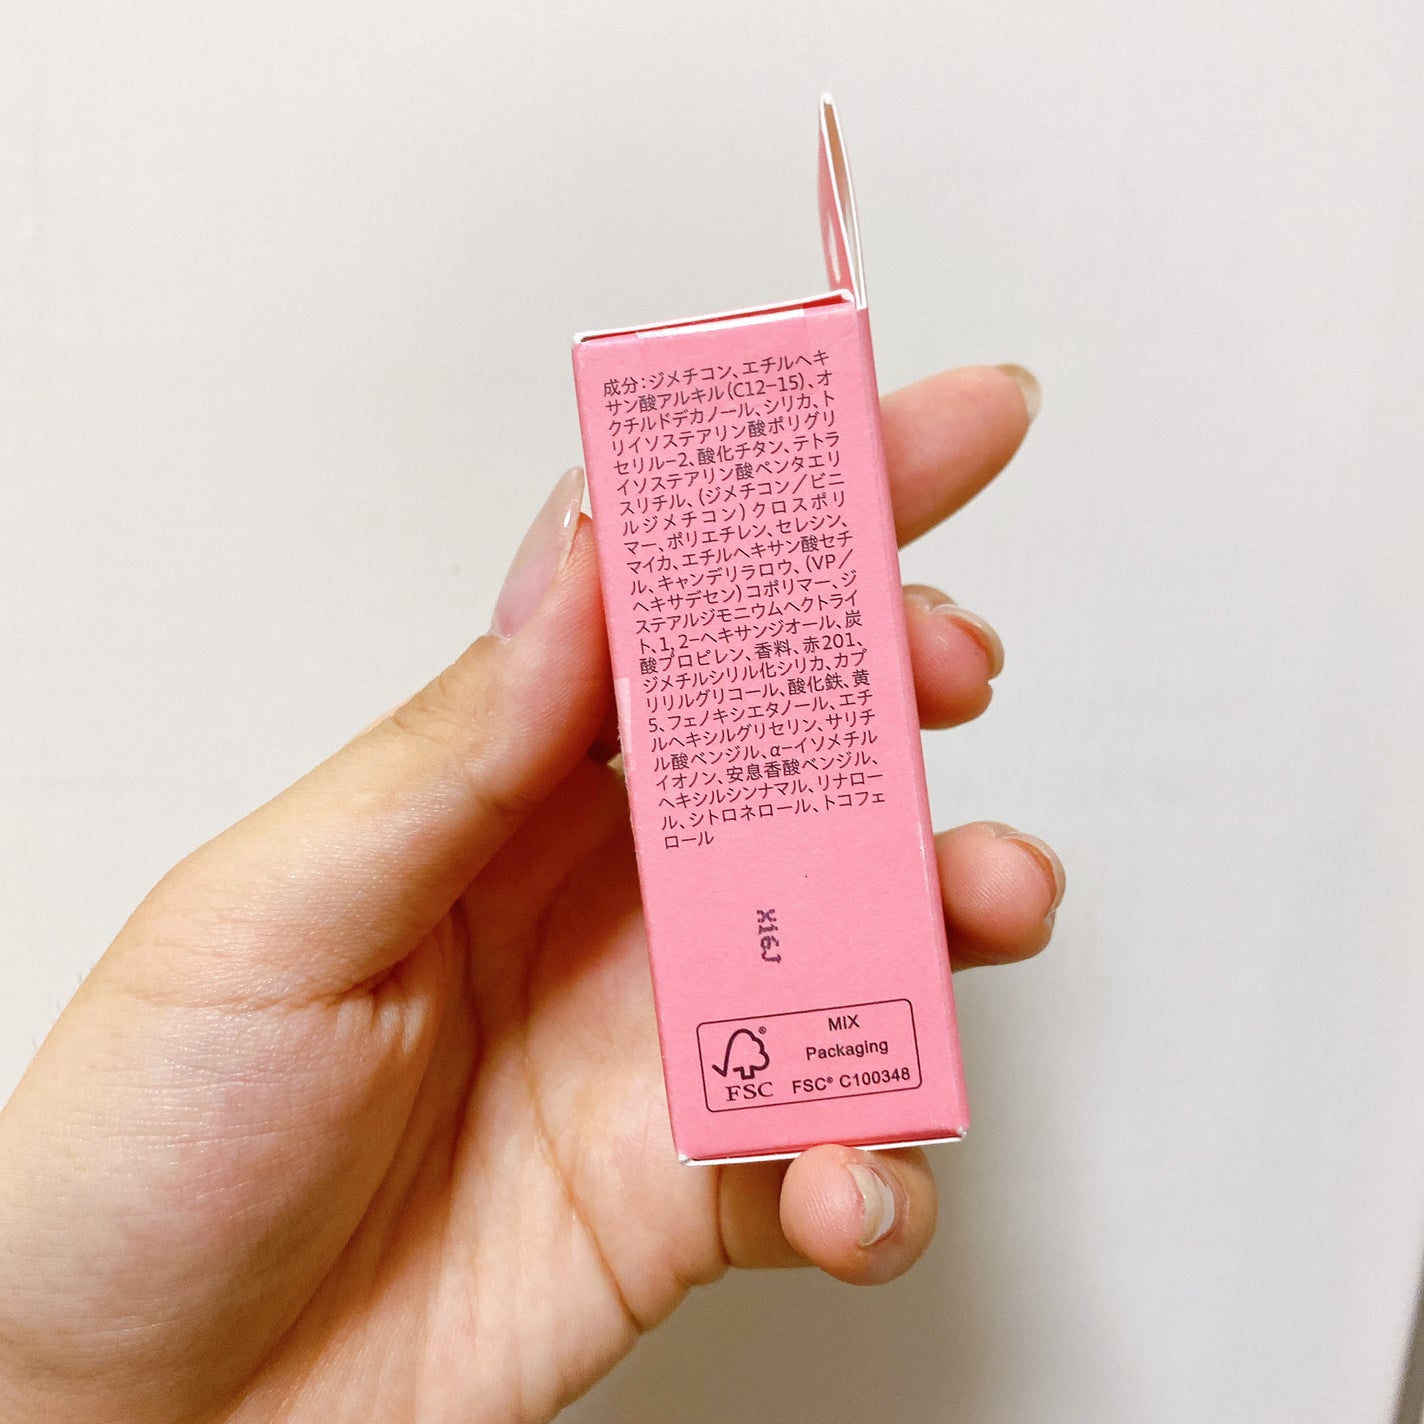 成分:ジメチコン、エチルヘキ
サン酸アルキル(C12-15)、オ
クチルドデカノール、シリカ、ト
リイソステアリン酸ポリグリ
セリル-2、酸化チタン、テトラ
イソステアリン酸ペンタエリ
スリチル、(ジメチコン/ビニ
ルジメチコン)クロスポリ
マー、ポリエチレン、セレシン、
マイカ、エチルヘキサン酸セチ
ル、キャンデリラロウ、(VP/
ヘキサデセン)コポリマー、ジ
ステアルジモニウムヘクトライ
ト、1,2-ヘキサンジオール、炭
酸プロピレン、香料、赤201、
ジメチルシリル化シリカ、カプ
リリルグリコール、酸化鉄、黄
5、フェノキシエタノール、エチ
ルヘキシルグリセリン、サリチ
ル酸ベンジル、α-イソメチル
イオノン、安息香酸ベンジル、
ヘキシルシンナマル、リナロー
ル、シトロネロール、トコフェ
ロール
X16J
MIX
Packaging
FSC® C100348
®
FSC